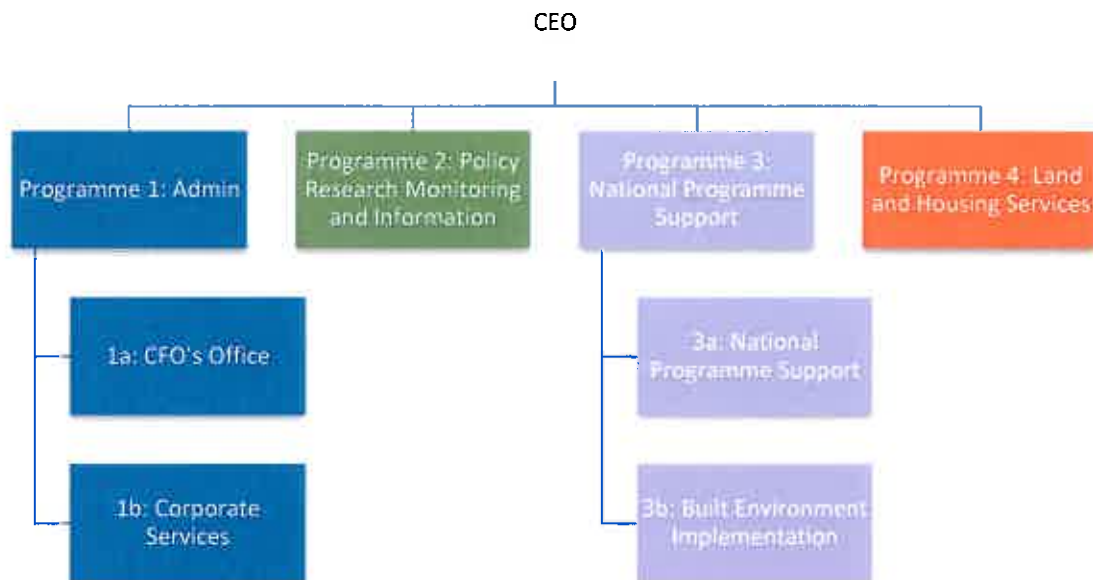 CEO
Programme 1: Admin
Programme 2: Policy
Research Monitoring
and Information
Programme 3:
National Programme
Support
Programme 4: Land
and Housing Services
1a: CFO's Office
3a: National
Programme Support
1b: Corporate
Services
3b: Built Environment
Implementation